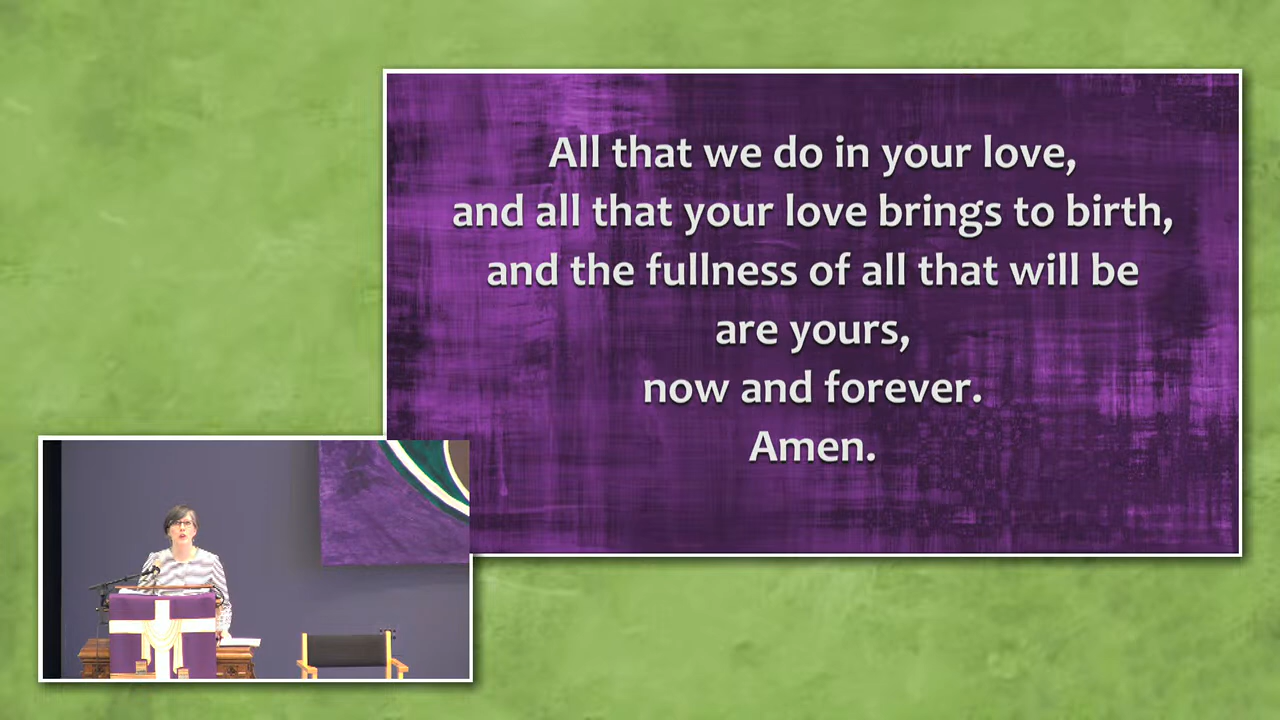 All that we do in your love,
and all that your love brings to birth,
and the fullness of all that will be
are yours,
now and forever.
Amen.